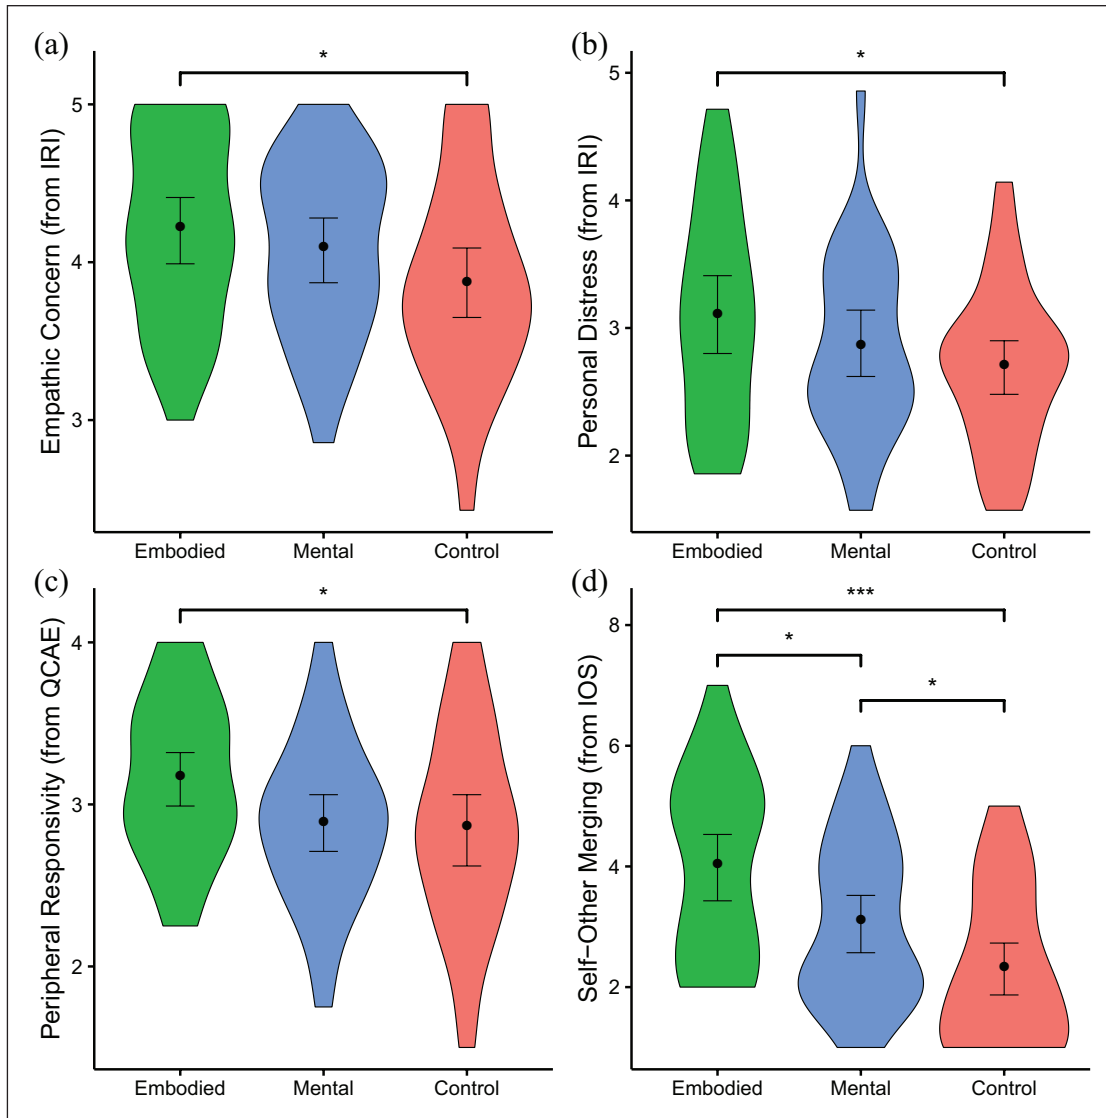 (a)
*
Empathic Concern (from IRI)
5
4
3
Embodied Mental Control
(b)
*
Personal Distress (from IRI)
5
4
3
2
Embodied Mental Control
(c)
*
Peripheral Responsivity (from QCAE)
4
3
2
Embodied Mental Control
(d)
***
*
*
Self−Other Merging (from IOS)
8
6
4
2
Embodied Mental Control